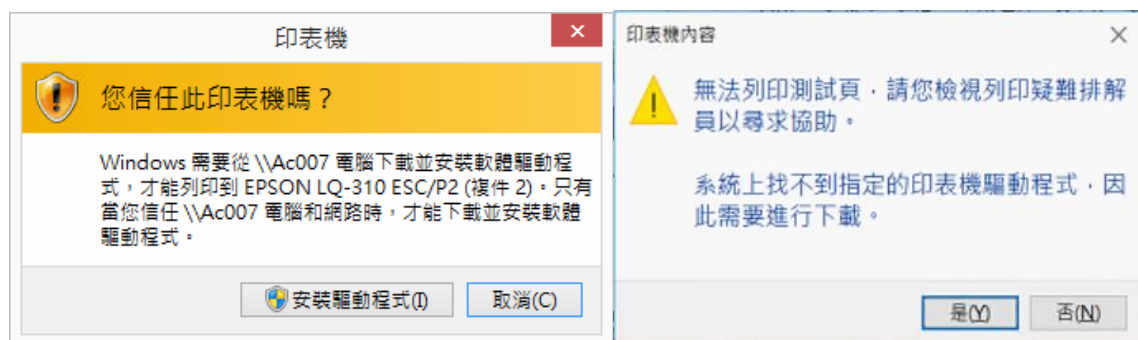 印表機
您信任此印表機嗎？
Windows 需要從 \\Ac007 電腦下載並安裝軟體驅動程
式，才能列印到 EPSON LQ-310 ESC/P2 (複件 2)。只有
當您信任 \\Ac007 電腦和網路時，才能下載並安裝軟體
驅動程式。
安裝驅動程式(I)
取消(C)
印表機內容
無法列印測試頁，請您檢視列印疑難排解
員以尋求協助。
系統上找不到指定的印表機驅動程式，因
此需要進行下載。
是(Y)
否(N)